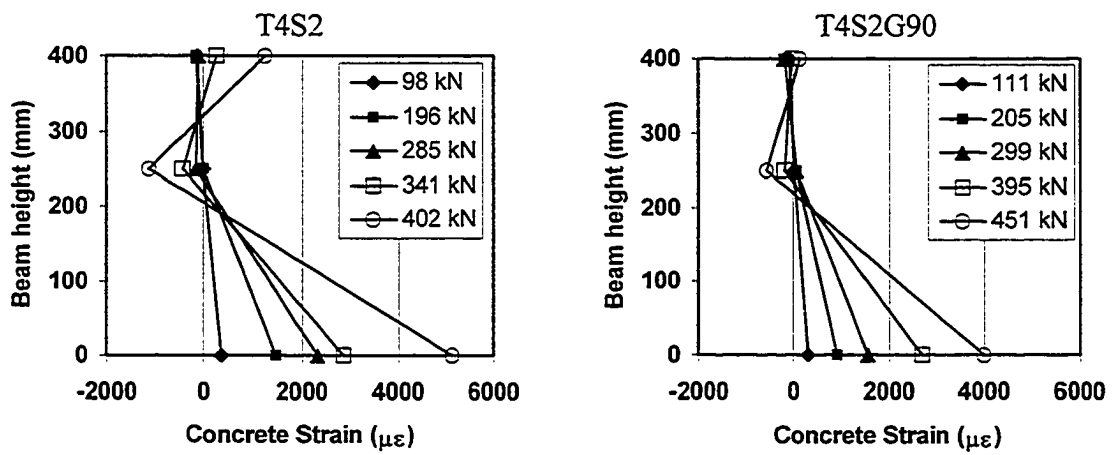 T4S2
400
300
200
100
0
Beam height (mm)
98 kN
196 kN
285 kN
341 kN
402 kN
-2000 0 2000 4000 6000
Concrete Strain (με)
T4S2G90
400
300
200
100
0
Beam height (mm)
111 kN
205 kN
299 kN
395 kN
451 kN
-2000 0 2000 4000 6000
Concrete Strain (με)